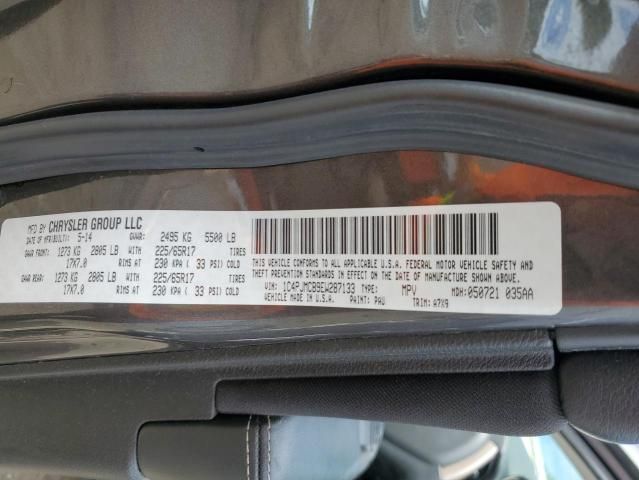 MFD BY CHRYSLER GROUP LLC
DATE OF MFR(BUILT): 5-14 GVWR: 2495 KG 5500 LB
GAWR FRONT: 1273 KG 2805 LB WITH 225/65R17 TIRES
17X7.0 RIMS AT 230 KPA ( 33 PSI) COLD
GAWR REAR: 1273 KG 2805 LB WITH 225/65R17 TIRES
17X7.0 RIMS AT 230 KPA ( 33 PSI) COLD
THIS VEHICLE CONFORMS TO ALL APPLICABLE U.S.A. FEDERAL MOTOR VEHICLE SAFETY AND
THEFT PREVENTION STANDARDS IN EFFECT ON THE DATE OF MANUFACTURE SHOWN ABOVE.
VIN: 1C4PJMCB9EW287133 TYPE: MPV MDH: 050721 035AA
VEHICLE MADE IN U.S.A. PAINT: PAU TRIM: A7X9